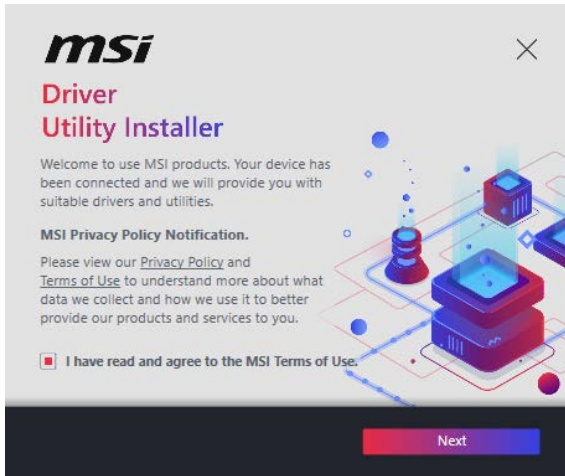 msi
Driver
Utility Installer
Welcome to use MSI products. Your device has
been connected and we will provide you with
suitable drivers and utilities.
MSI Privacy Policy Notification.
Please view our Privacy Policy and
Terms of Use to understand more about what
data we collect and how we use it to better
provide our products and services to you.
I have read and agree to the MSI Terms of Use.
Next